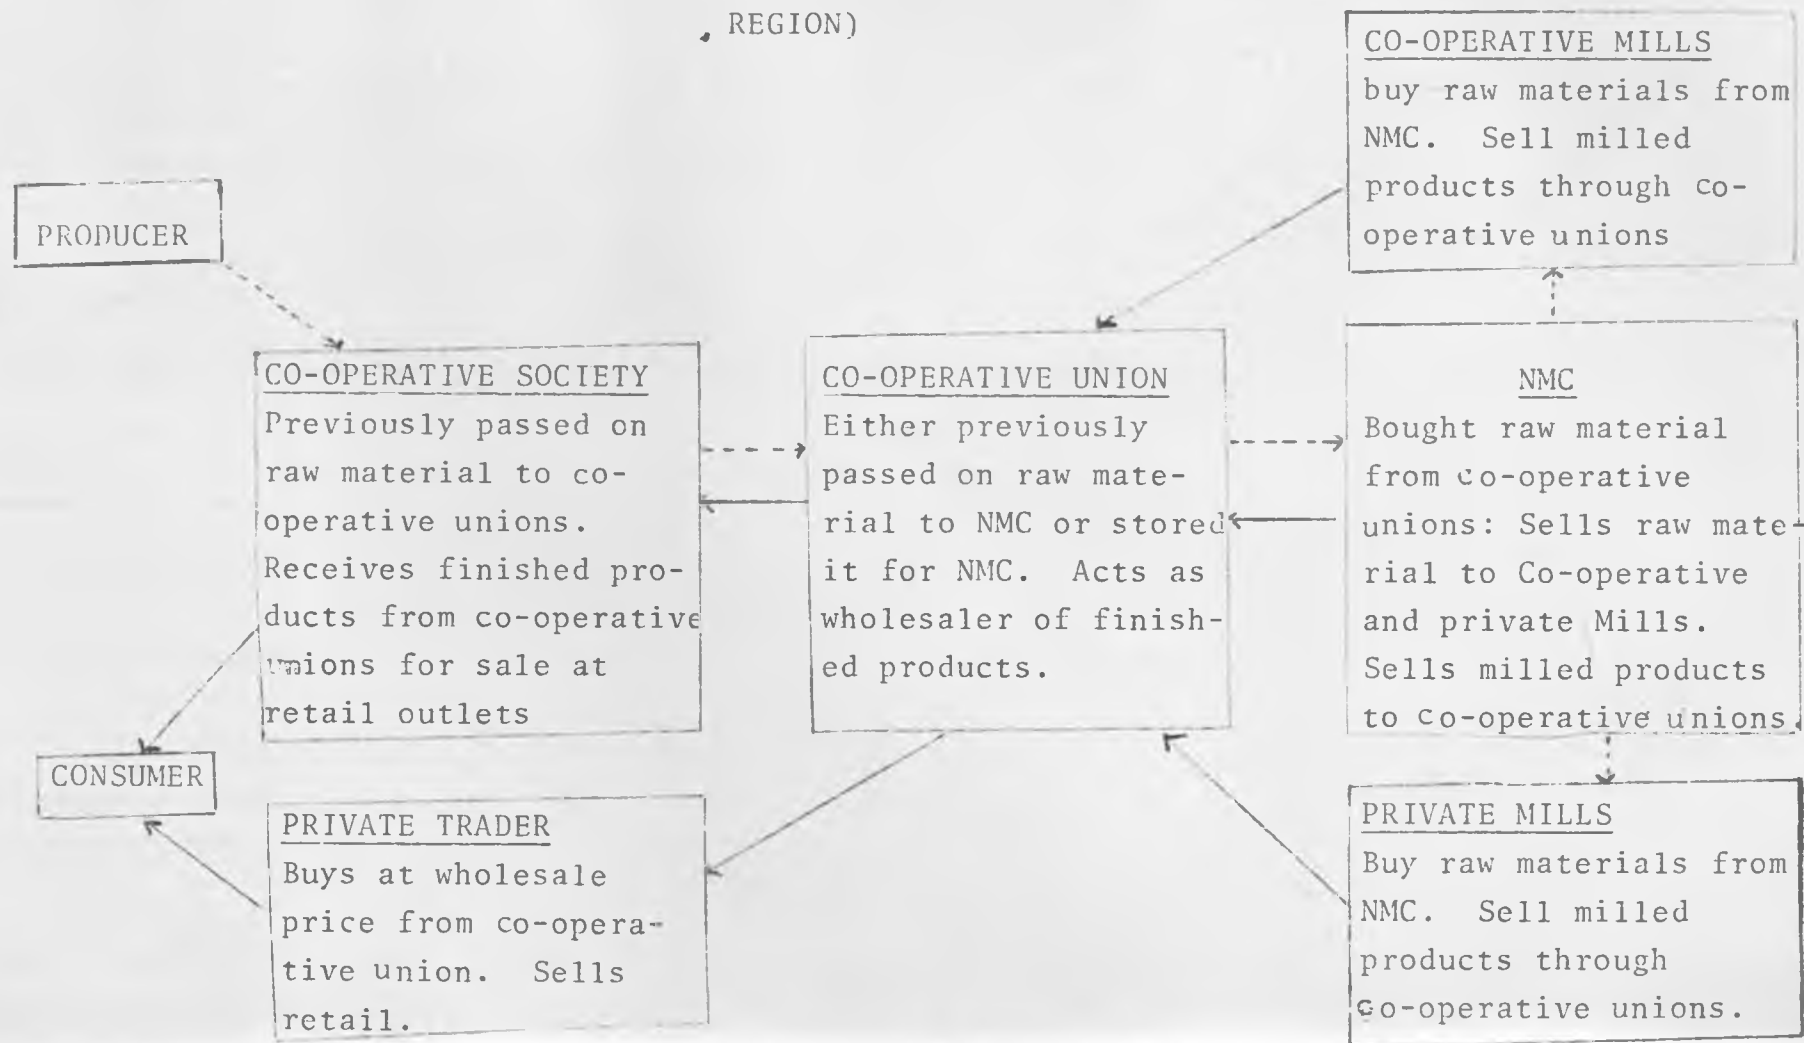 REGION)
CO-OPERATIVE MILLS
buy raw materials from
NMC. Sell milled
products through co-
operative unions
PRODUCER
CO-OPERATIVE SOCIETY
Previously passed on
raw material to co-
operative unions.
Receives finished pro-
ducts from co-operative
unions for sale at
retail outlets
CO-OPERATIVE UNION
Either previously
passed on raw mate-
rial to NMC or stored
it for NMC. Acts as
wholesaler of finish-
ed products.
NMC
Bought raw material
from co-operative
unions: Sells raw mate-
rial to Co-operative
and private Mills.
Sells milled products
to co-operative unions.
CONSUMER
PRIVATE TRADER
Buys at wholesale
price from co-opera-
tive union. Sells
retail.
PRIVATE MILLS
Buy raw materials from
NMC. Sell milled
products through
co-operative unions.